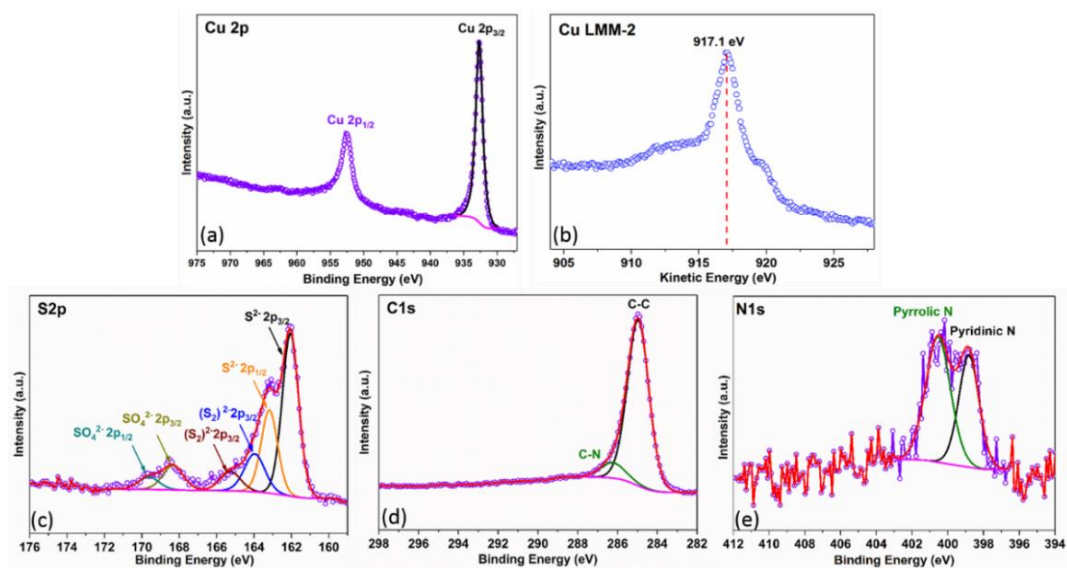 Cu 2p
Cu 2p3/2
Cu 2p1/2
Intensity (a.u.)
(a)
975 970 965 960 955 950 945 940 935 930
Binding Energy (eV)
Cu LMM-2
917.1 eV
Intensity (a.u.)
(b)
905 910 915 920 925
Kinetic Energy (eV)
S2p
S2- 2p3/2
S2- 2p1/2
(S2) 2- 2p3/2
(S2)2- 2p3/2
SO42- 2p3/2
SO42- 2p1/2
Intensity (a.u.)
(c)
176 174 172 170 168 166 164 162 160
Binding Energy (eV)
C1s
C-C
C-N
Intensity (a.u.)
(d)
298 296 294 292 290 288 286 284 282
Binding Energy (eV)
N1s
Pyrrolic N
Pyridinic N
Intensity (a.u.)
(e)
412 410 408 406 404 402 400 398 396 394
Binding Energy (eV)